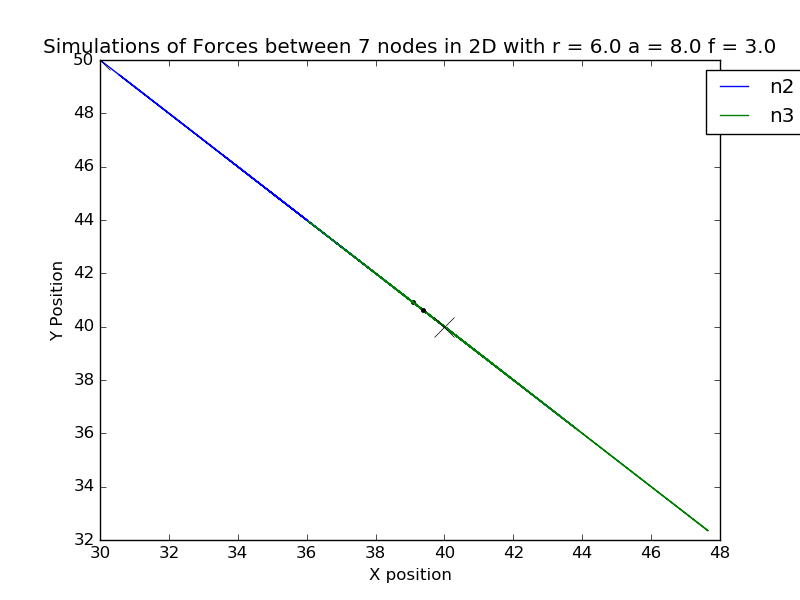 Simulations of Forces between 7 nodes in 2D with r = 6.0 a = 8.0 f = 3.0
n2
n3
50
48
46
44
42
40
38
36
34
32
Y Position
30 32 34 36 38 40 42 44 46 48
X position